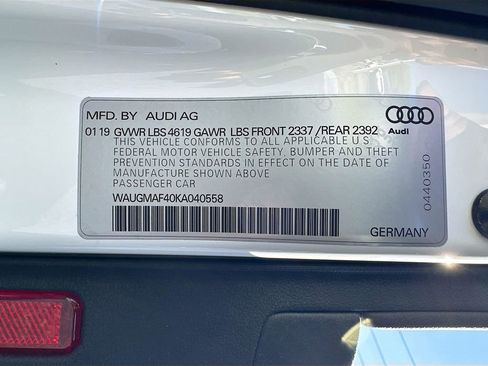 MFD. BY AUDI AG
01 19 GVWR LBS 4619 GAWR LBS FRONT 2337 /REAR 2392
Audi
THIS VEHICLE CONFORMS TO ALL APPLICABLE U.S.
FEDERAL MOTOR VEHICLE SAFETY, BUMPER AND THEFT
PREVENTION STANDARDS IN EFFECT ON THE DATE OF
MANUFACTURE SHOWN ABOVE
PASSENGER CAR
WAUGMAF40KA040558
GERMANY
0440350